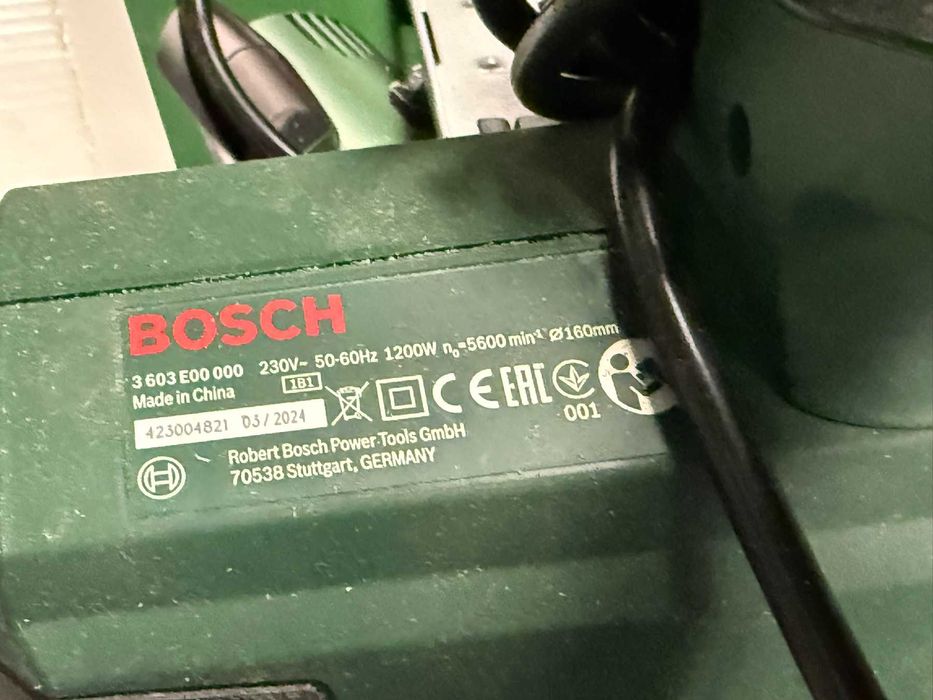 BOSCH
3 603 E00 000 230V~ 50-60Hz 1200W n₀=5600 min⁻¹ Ø160mm
Made in China 1B1
423004821 03 / 2024
CE EAC 001
Robert Bosch Power Tools GmbH
70538 Stuttgart, GERMANY